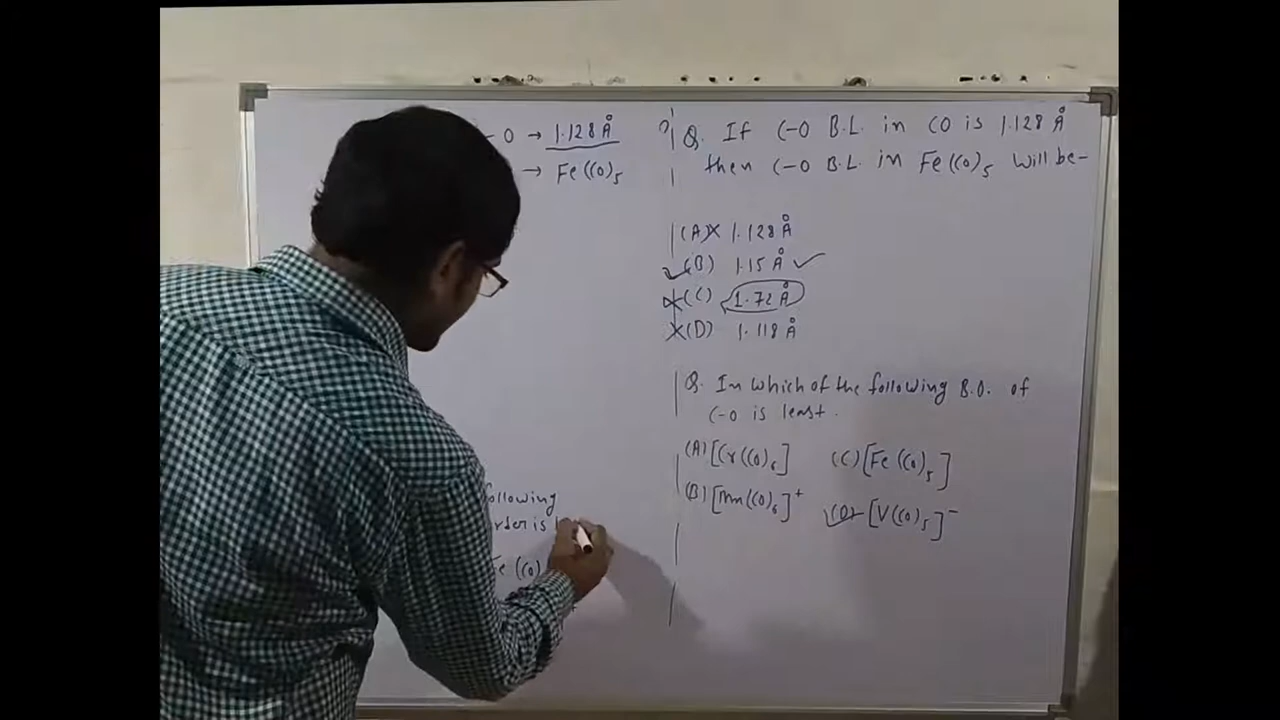 -O → 1.128 Å
→ Fe(CO)5
Q. If C-O B.L. in CO is 1.128 Å
then C-O B.L. in Fe(CO)5 will be-
(A) 1.128 Å
(B) 1.15 Å
(C) 1.72 Å
(D) 1.118 Å
Q. In which of the following B.O. of
C-O is least.
(A) [Cr(CO)6] (C) [Fe(CO)5]
(B) [Mn(CO)6]+ (D) [V(CO)5]-
following
order is
Fe(CO)